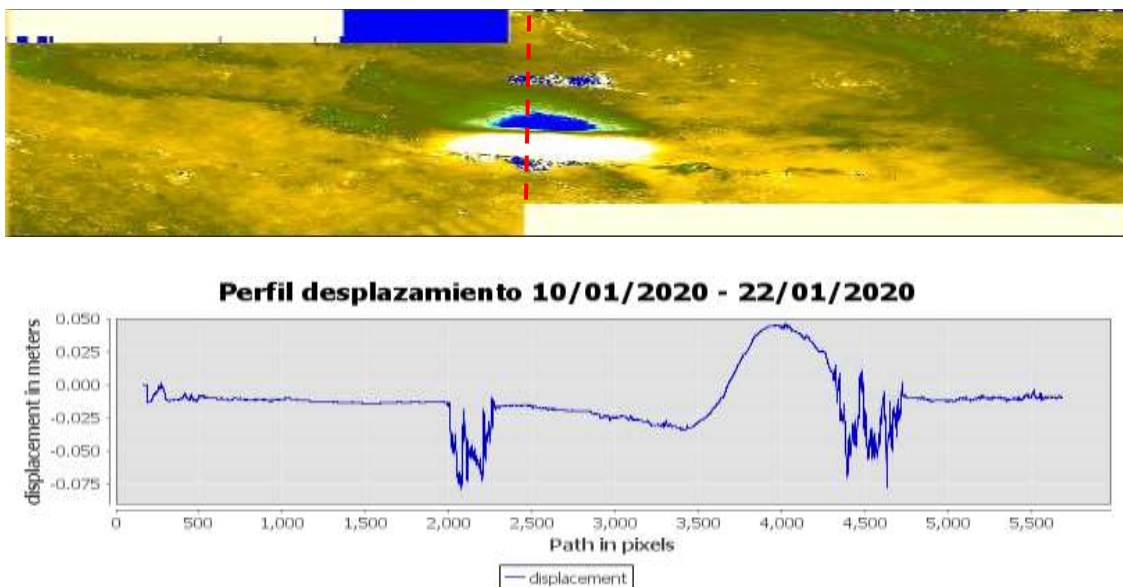 Perfil desplazamiento 10/01/2020 - 22/01/2020
displacement in meters
0.050
0.025
0.000
-0.025
-0.050
-0.075
0 500 1,000 1,500 2,000 2,500 3,000 3,500 4,000 4,500 5,000 5,500
Path in pixels
displacement